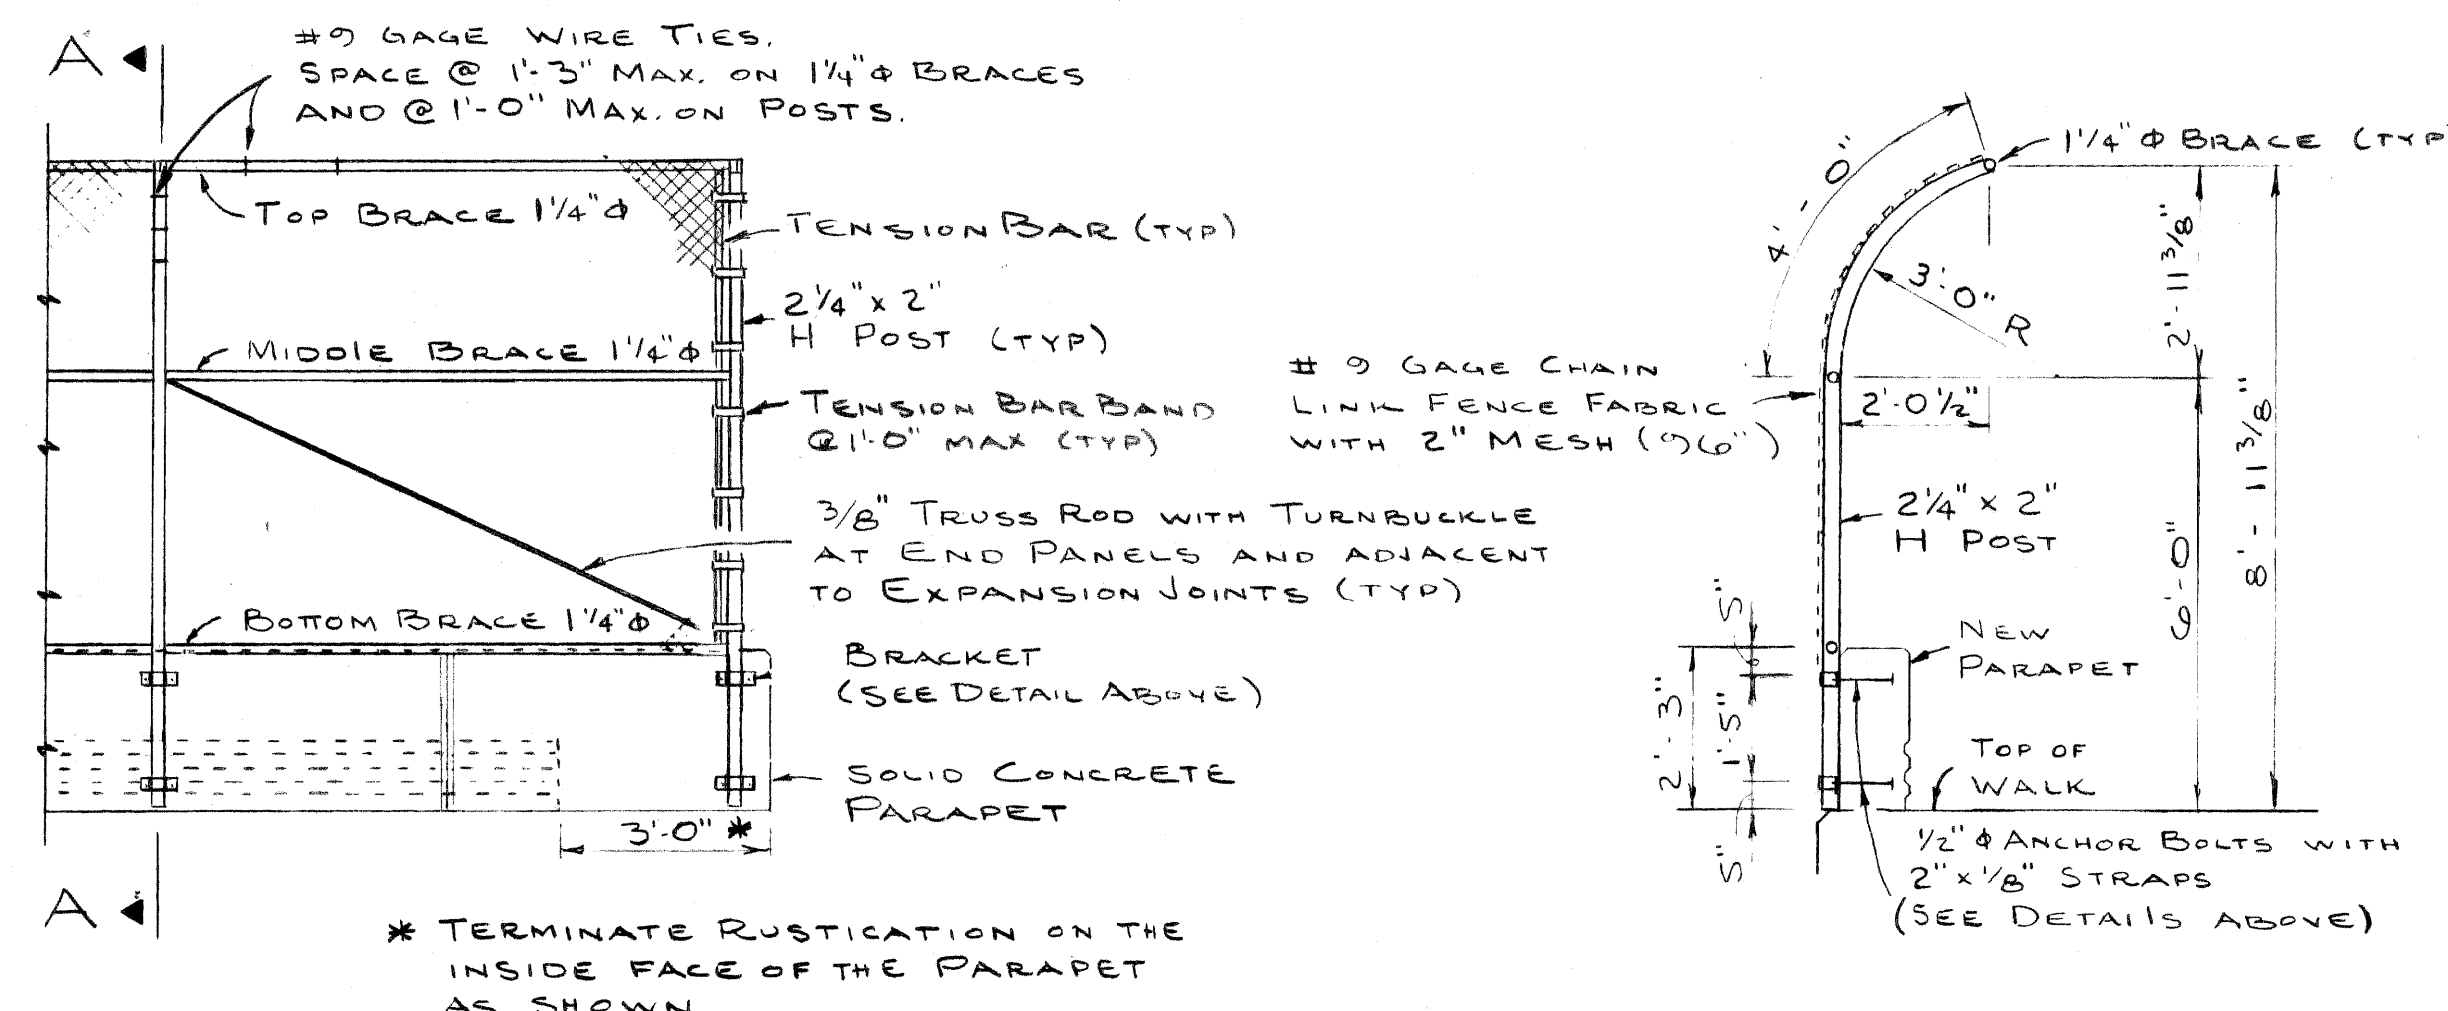 A
#9 GAGE WIRE TIES.
SPACE @ 1'-3" MAX. ON 1¼"Φ BRACES
AND @ 1'-0" MAX. ON POSTS.
TOP BRACE 1¼"Φ
TENSION BAR (TYP)
2¼" x 2"
H POST (TYP)
MIDDLE BRACE 1¼"Φ
TENSION BAR BAND
@ 1'-0" MAX (TYP)
3/8" TRUSS ROD WITH TURNBUCKLE
AT END PANELS AND ADJACENT
TO EXPANSION JOINTS (TYP)
BOTTOM BRACE 1¼"Φ
BRACKET
(SEE DETAIL ABOVE)
SOLID CONCRETE
PARAPET
3'-0" *
A
* TERMINATE RUSTICATION ON THE
INSIDE FACE OF THE PARAPET
AS SHOWN
4'-0"
1¼"Φ BRACE (TYP
3'-0" R
2'-11 3/8"
# 9 GAGE CHAIN
LINK FENCE FABRIC
WITH 2" MESH (96")
2'-0½"
8'-11 3/8"
2¼" x 2"
H POST
6'-0"
5"
NEW
PARAPET
2'-3"
1'-5"
TOP OF
WALK
5"
½"Φ ANCHOR BOLTS WITH
2" x 1/8" STRAPS
(SEE DETAILS ABOVE)